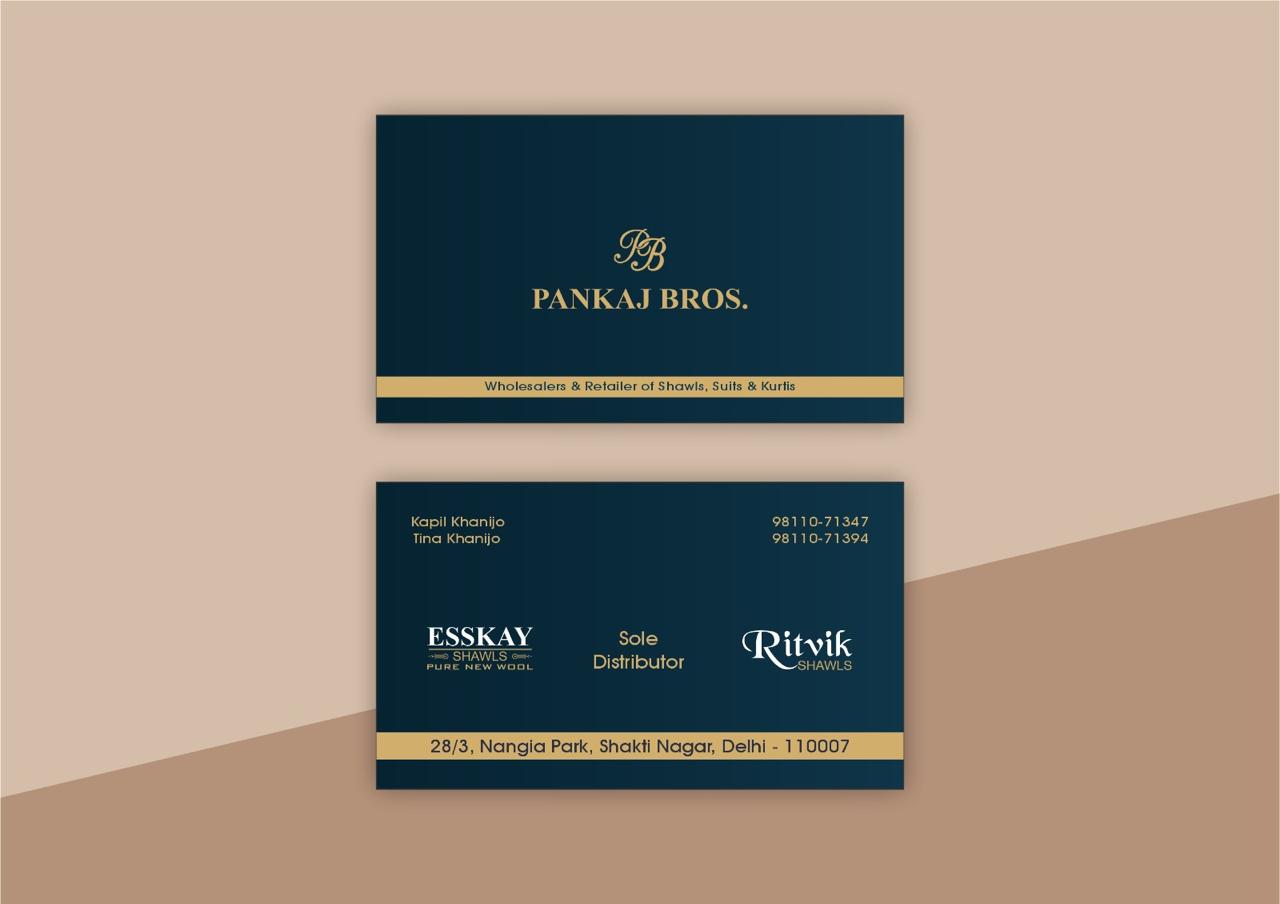 PB
PANKAJ BROS.
Wholesalers & Retailer of Shawls, Suits & Kurtis
Kapil Khanijo
Tina Khanijo
98110-71347
98110-71394
ESSKAY
SHAWLS
PURE NEW WOOL
Sole
Distributor
Ritvik
SHAWLS
28/3, Nangia Park, Shakti Nagar, Delhi - 110007